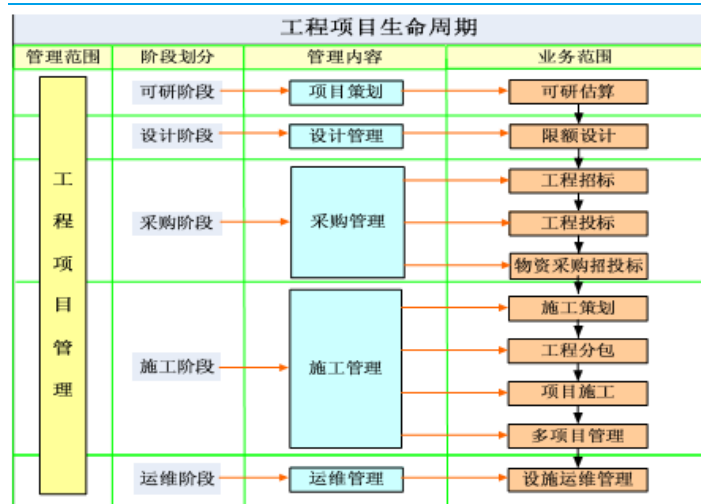 工程项目生命周期
管理范围 阶段划分 管理内容 业务范围
工程项目管理
可研阶段 项目策划 可研估算
设计阶段 设计管理 限额设计
工程招标
采购阶段 采购管理 工程投标
物资采购招投标
施工策划
工程分包
施工阶段 施工管理
项目施工
多项目管理
运维阶段 运维管理 设施运维管理